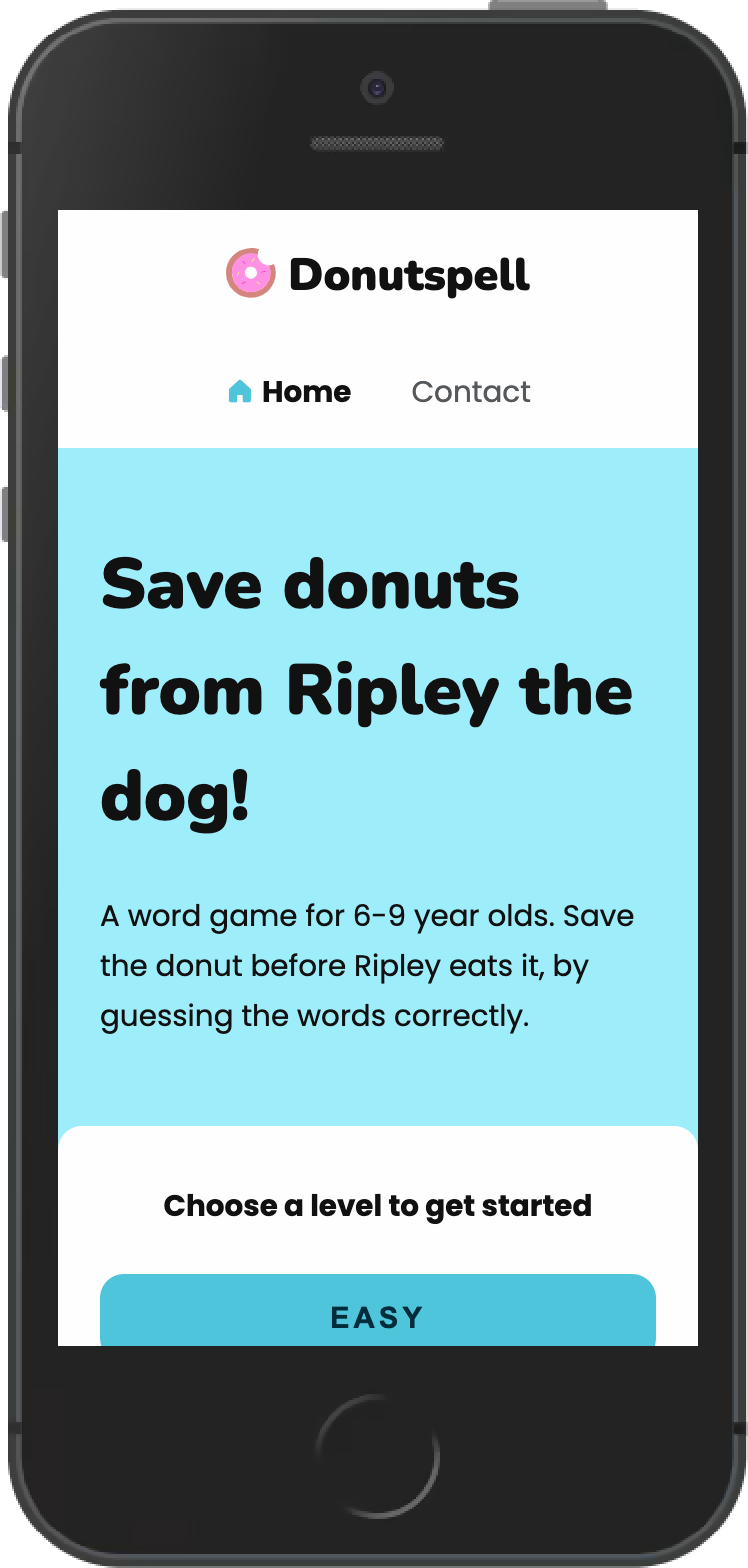 Donutspell
Home Contact
Save donuts
from Ripley the
dog!
A word game for 6-9 year olds. Save
the donut before Ripley eats it, by
guessing the words correctly.
Choose a level to get started
EASY